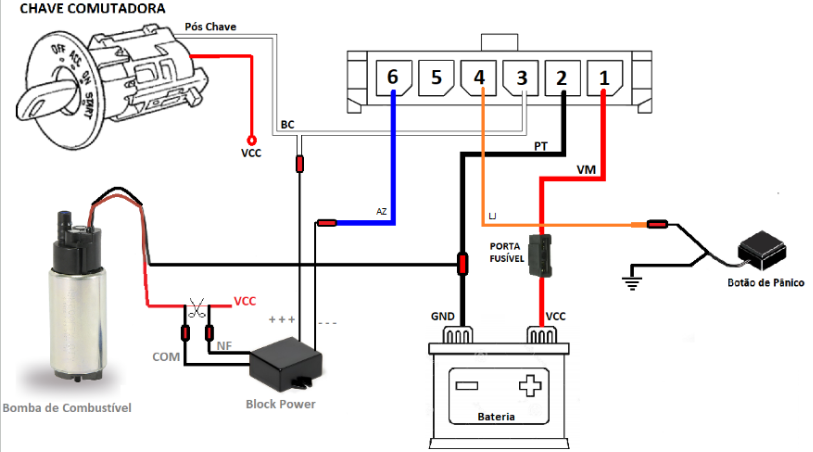 CHAVE COMUTADORA
Pós Chave
OFF ACC ON START
6 5 4 3 2 1
BC
VCC
PT
VM
AZ
LJ
PORTA
FUSÍVEL
Botão de Pânico
VCC
+ + + - - -
GND
VCC
COM
NF
Block Power
Bomba de Combustível
Bateria